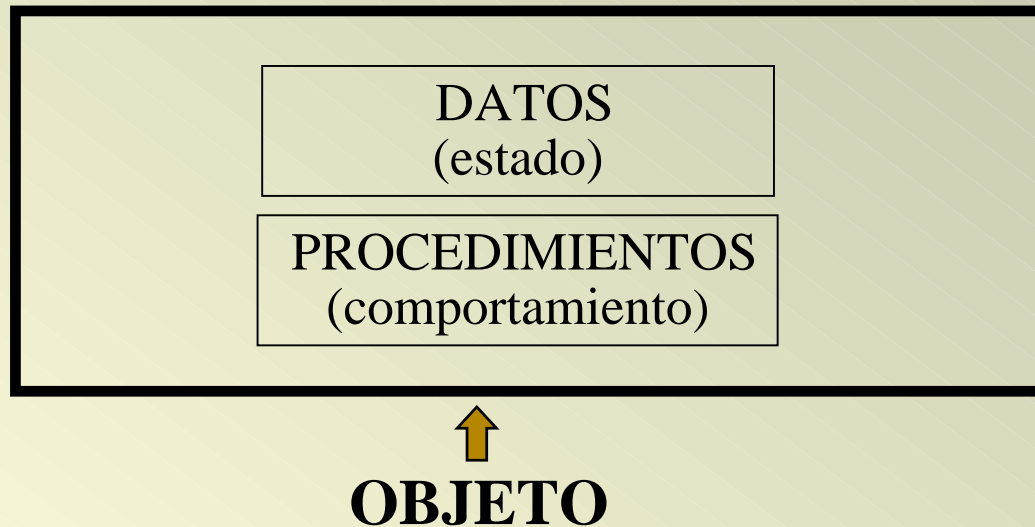 DATOS
(estado)
PROCEDIMIENTOS
(comportamiento)
OBJETO